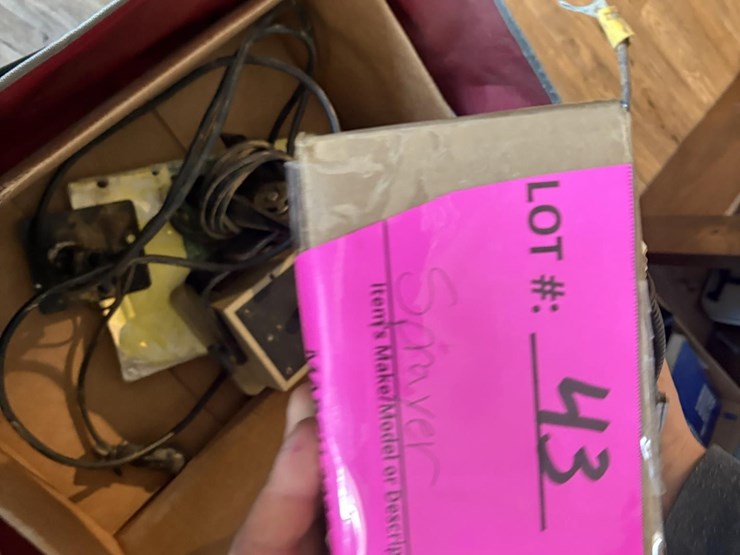 LOT #: 43
Sprayer
Item's Make/Model or Descrip